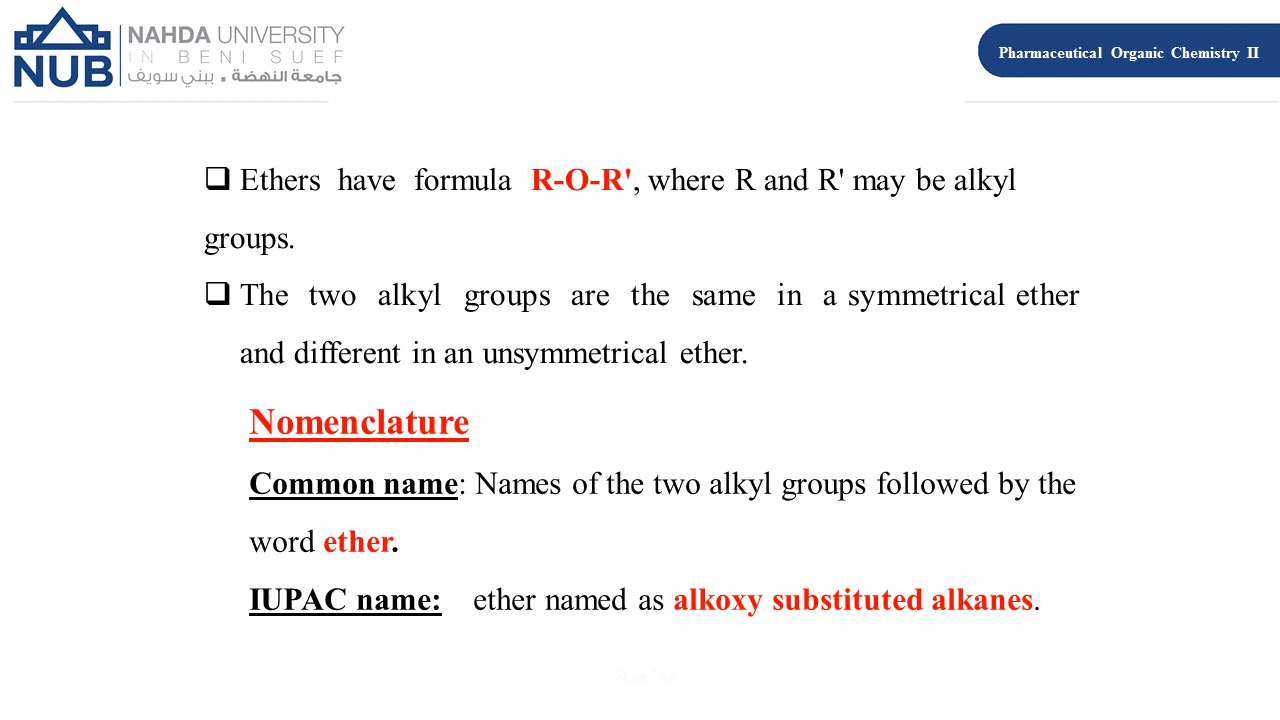 NAHDA UNIVERSITY
IN BENI SUEF
NUB
جامعة النهضة . ببني سويف
Pharmaceutical Organic Chemistry II
❑ Ethers have formula R-O-R', where R and R' may be alkyl
groups.
❑ The two alkyl groups are the same in a symmetrical ether
and different in an unsymmetrical ether.
Nomenclature
Common name: Names of the two alkyl groups followed by the
word ether.
IUPAC name: ether named as alkoxy substituted alkanes.